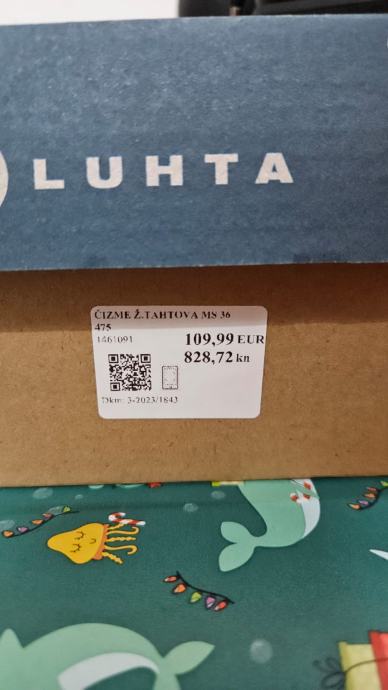 LUHTA
ČIZME Ž.TAHTOVA MS 36
475
1461091
109,99 EUR
828,72 kn
Dkm: 3-2023/1843